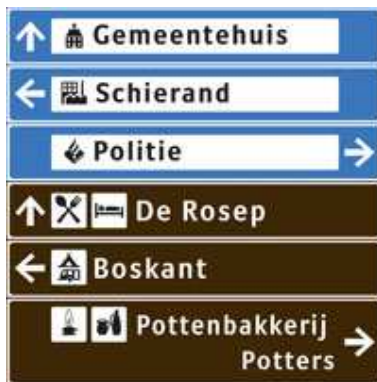 Gemeentehuis
Schierand
Politie
De Rosep
Boskant
Pottenbakkerij
Potters